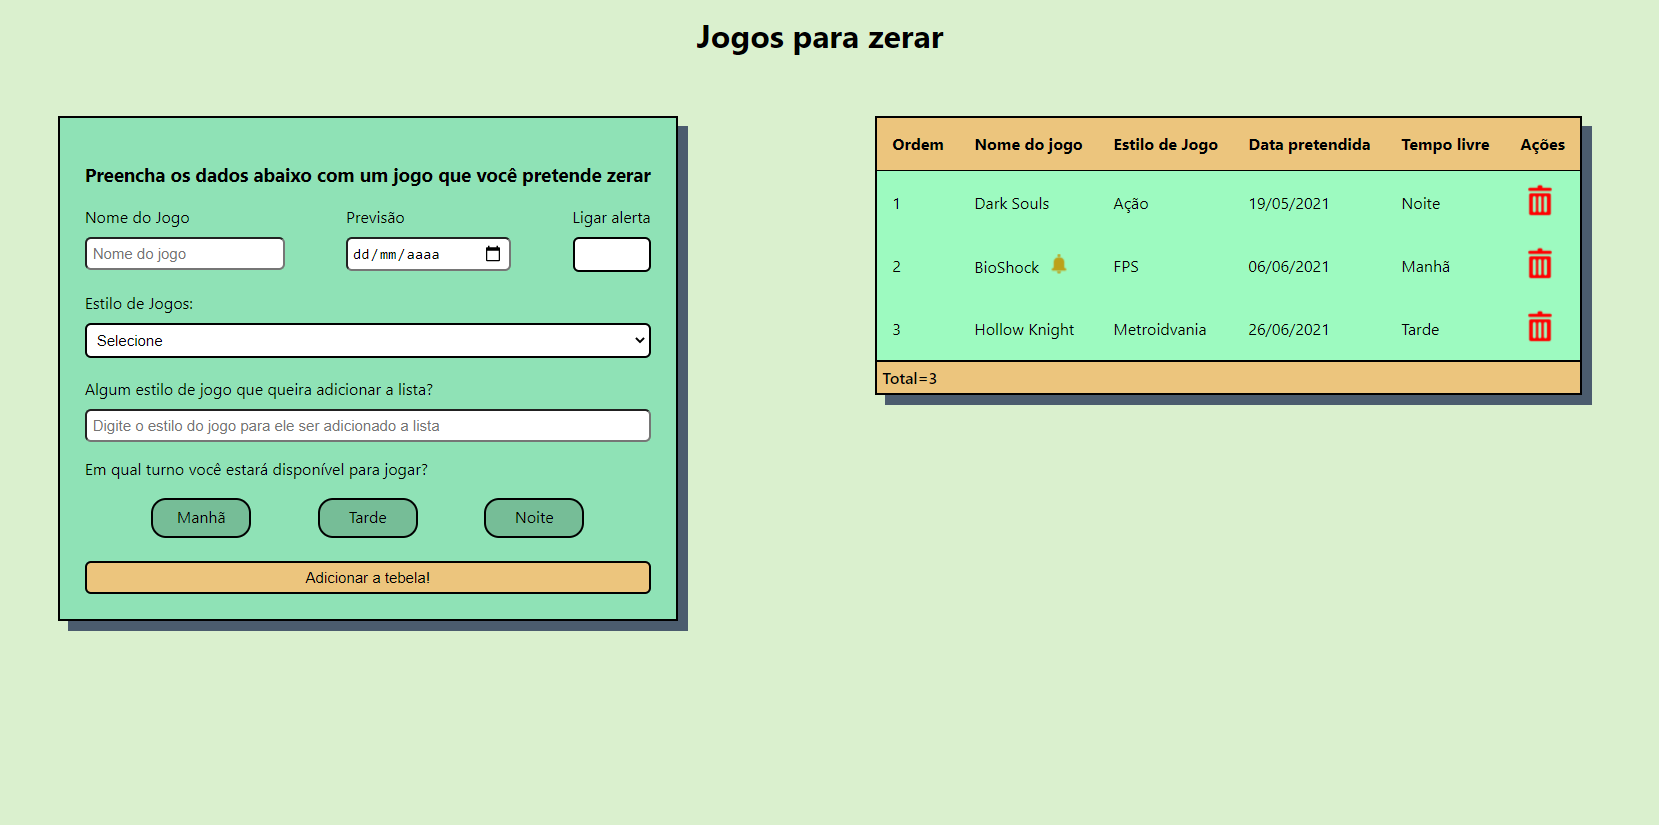 Jogos para zerar
Preencha os dados abaixo com um jogo que você pretende zerar
Nome do Jogo Previsão Ligar alerta
Nome do jogo dd/mm/aaaa
Estilo de Jogos:
Selecione
Algum estilo de jogo que queira adicionar a lista?
Digite o estilo do jogo para ele ser adicionado a lista
Em qual turno você estará disponível para jogar?
Manhã Tarde Noite
Adicionar a tebela!
Ordem Nome do jogo Estilo de Jogo Data pretendida Tempo livre Ações
1 Dark Souls Ação 19/05/2021 Noite
2 BioShock FPS 06/06/2021 Manhã
3 Hollow Knight Metroidvania 26/06/2021 Tarde
Total=3